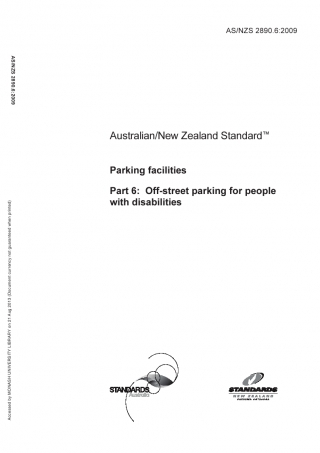 AS/NZS 2890.6:2009
AS/NZS 2890.6:2009
Australian/New Zealand Standard™
Parking facilities
Part 6: Off-street parking for people
with disabilities
Accessed by MONASH UNIVERSITY LIBRARY on 21 Aug 2010 (Document currency not guaranteed when printed)
STANDARDS
Australia
STANDARDS
NEW ZEALAND